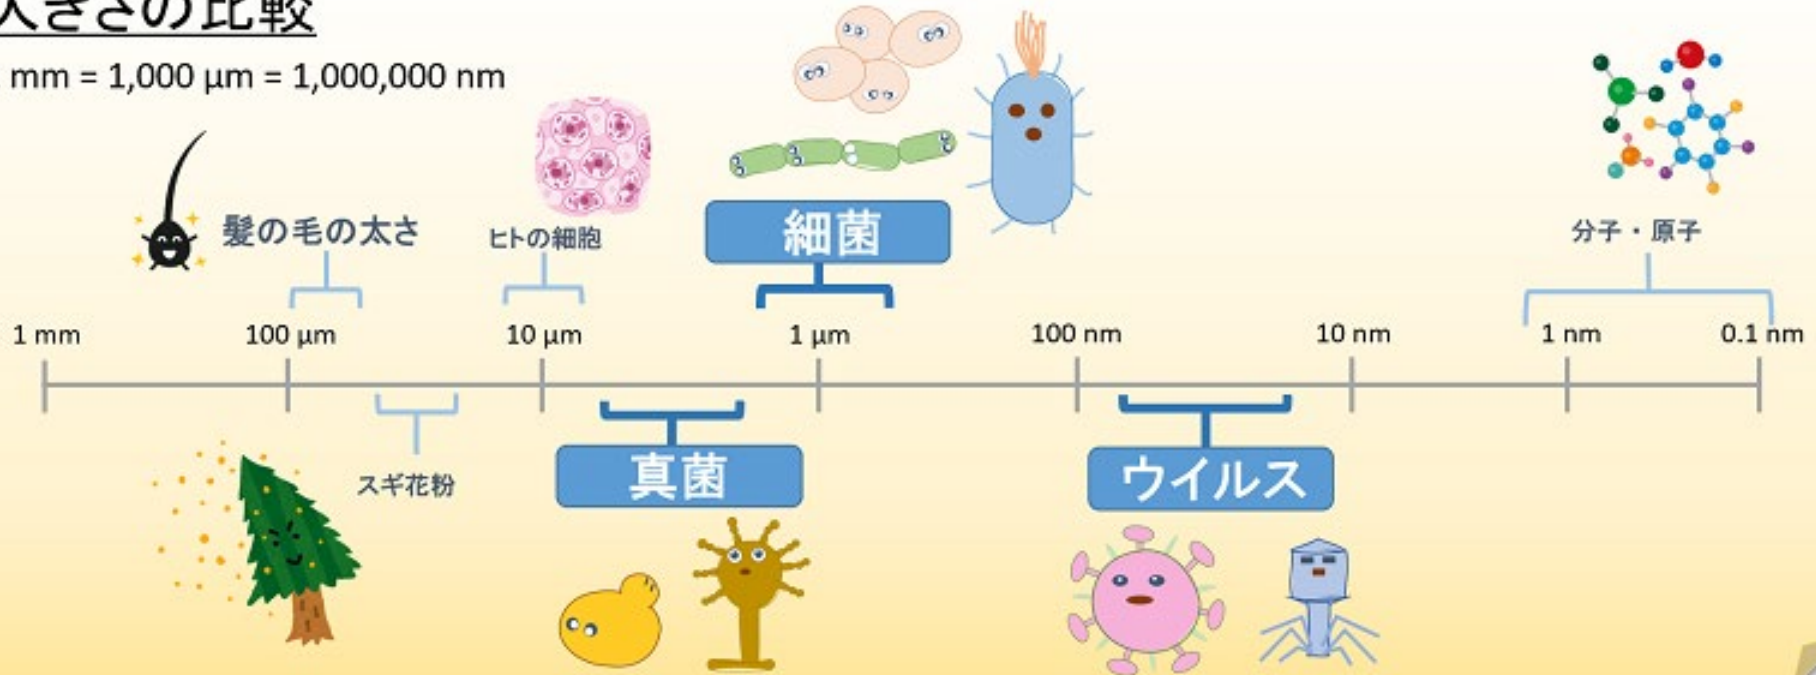 大きさの比較
mm = 1,000 μm = 1,000,000 nm
髪の毛の太さ
ヒトの細胞
細菌
分子・原子
1 mm
100 μm
10 μm
1 μm
100 nm
10 nm
1 nm
0.1 nm
スギ花粉
真菌
ウイルス